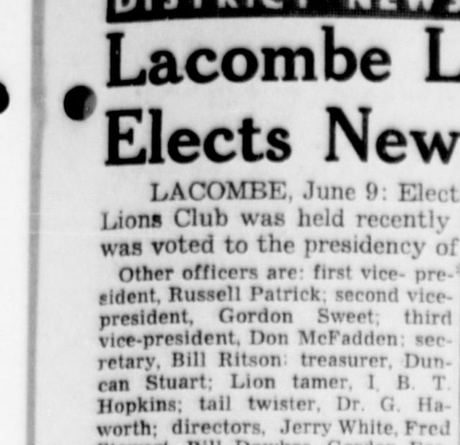 DISTRICT NEWS
Lacombe L
Elects New
LACOMBE, June 9: Elect
Lions Club was held recently
was voted to the presidency of
Other officers are: first vice- pre-
sident, Russell Patrick; second vice-
president, Gordon Sweet; third
vice-president, Don McFadden; sec-
retary, Bill Ritson: treasurer, Dun-
can Stuart; Lion tamer, I. B. T.
Hopkins; tail twister, Dr. G. Ha-
worth; directors, Jerry White, Fred